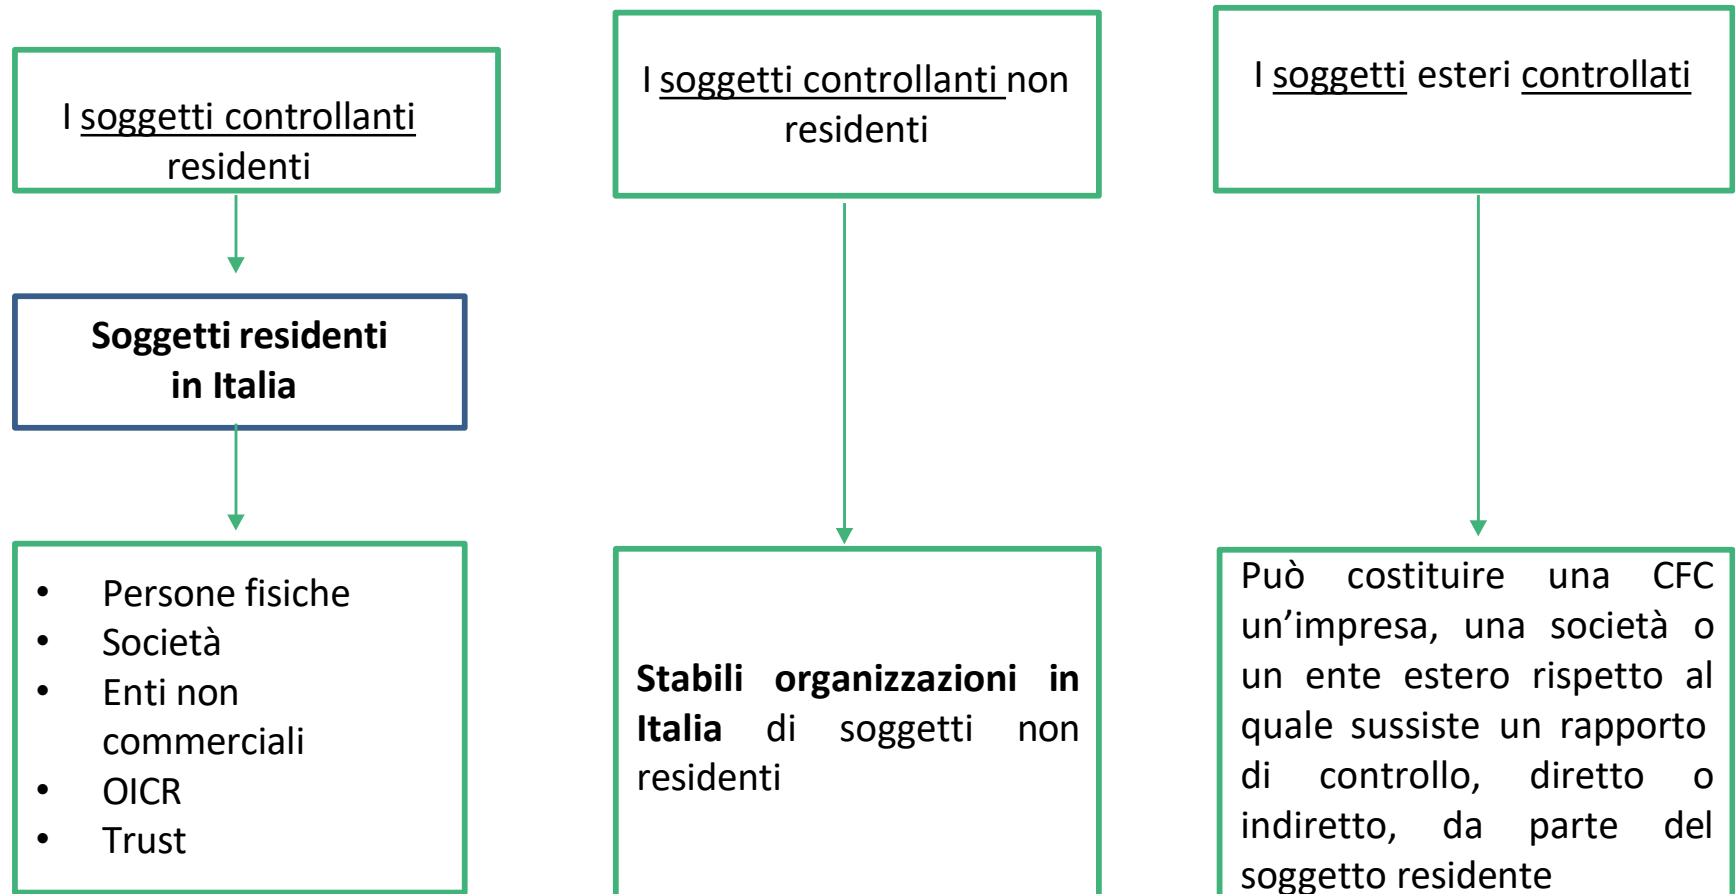 I soggetti controllanti
residenti
Soggetti residenti
in Italia
• Persone fisiche
• Società
• Enti non
commerciali
• OICR
• Trust
I soggetti controllanti non
residenti
Stabili organizzazioni in
Italia di soggetti non
residenti
I soggetti esteri controllati
Può costituire una CFC
un’impresa, una società o
un ente estero rispetto al
quale sussiste un rapporto
di controllo, diretto o
indiretto, da parte del
soggetto residente